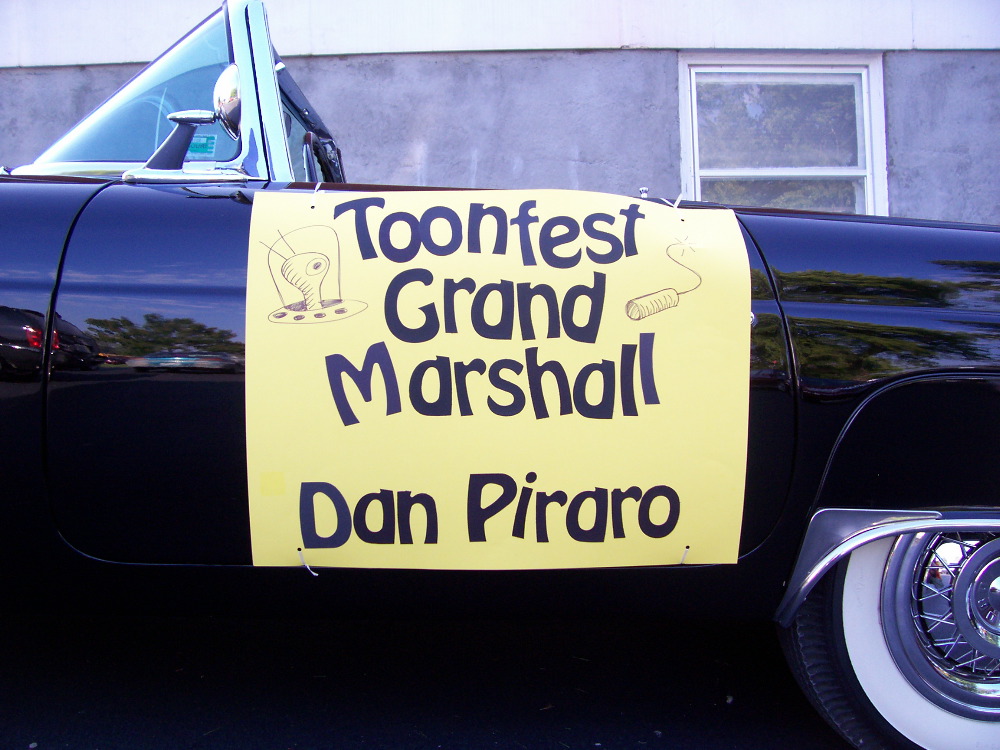 Toonfest
Grand
Marshall
Dan Piraro